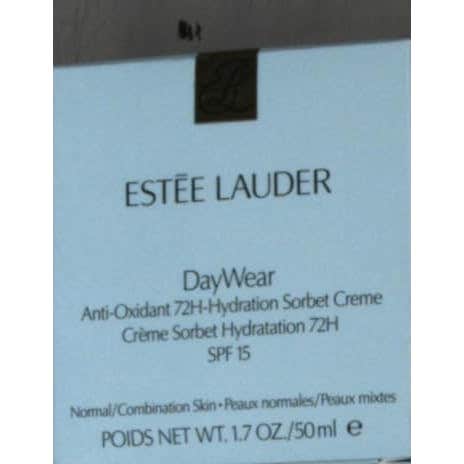 ESTĒE LAUDER
DayWear
Anti-Oxidant 72H-Hydration Sorbet Creme
Crème Sorbet Hydratation 72H
SPF 15
Normal/Combination Skin • Peaux normales/Peaux mixtes
POIDS NET WT. 1.7 OZ./50 ml ℮